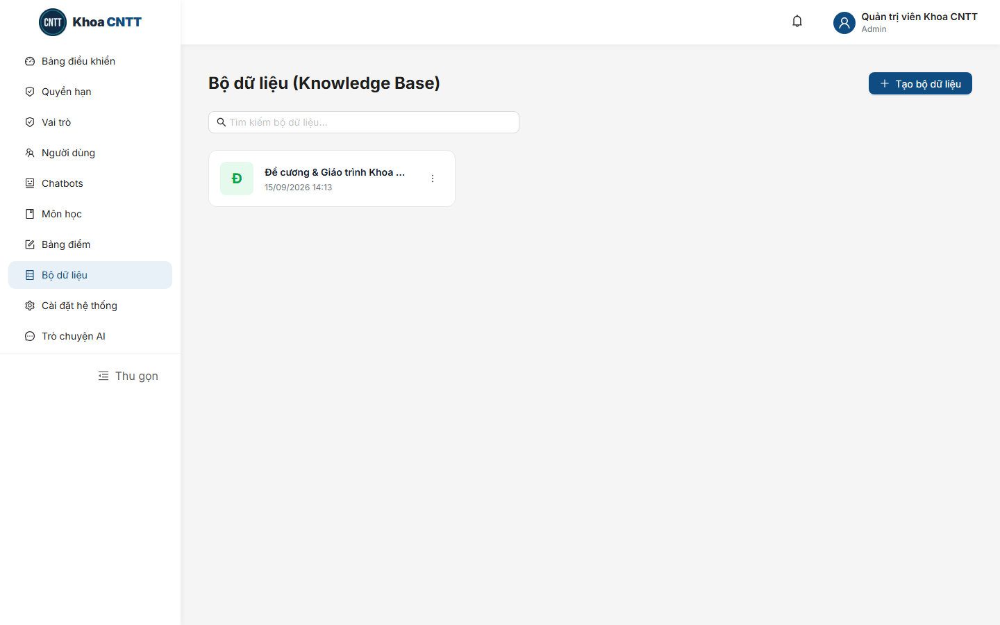 CNTT Khoa CNTT
Quản trị viên Khoa CNTT
Admin
Bảng điều khiển
Quyền hạn
Vai trò
Người dùng
Chatbots
Môn học
Bảng điểm
Bộ dữ liệu
Cài đặt hệ thống
Trò chuyện AI
Thu gọn
Bộ dữ liệu (Knowledge Base)
Tạo bộ dữ liệu
Tìm kiếm bộ dữ liệu...
Đ
Đề cương & Giáo trình Khoa ...
15/09/2026 14:13